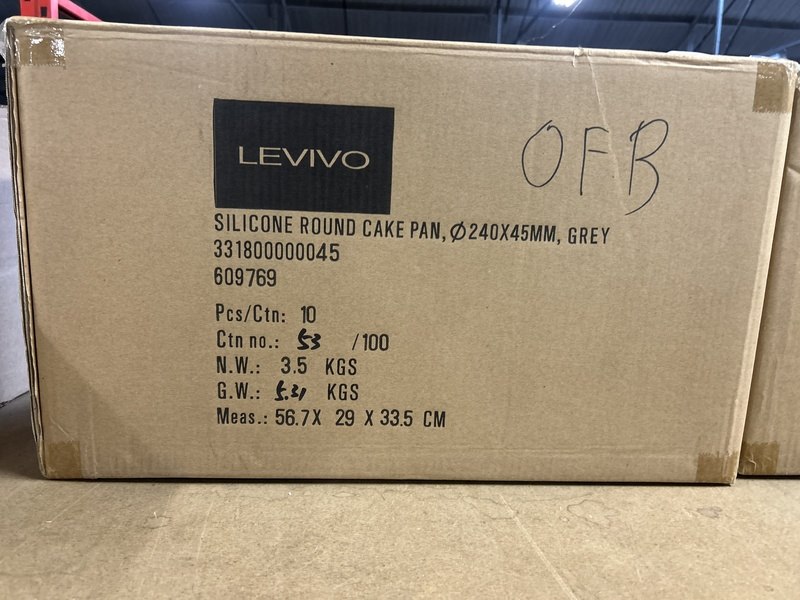 LEVIVO
OFB
SILICONE ROUND CAKE PAN, Ø240X45MM, GREY
331800000045
609769
Pcs/Ctn: 10
Ctn no.: 53 /100
N.W.: 3.5 KGS
G.W.: 5.31 KGS
Meas.: 56.7X 29 X 33.5 CM